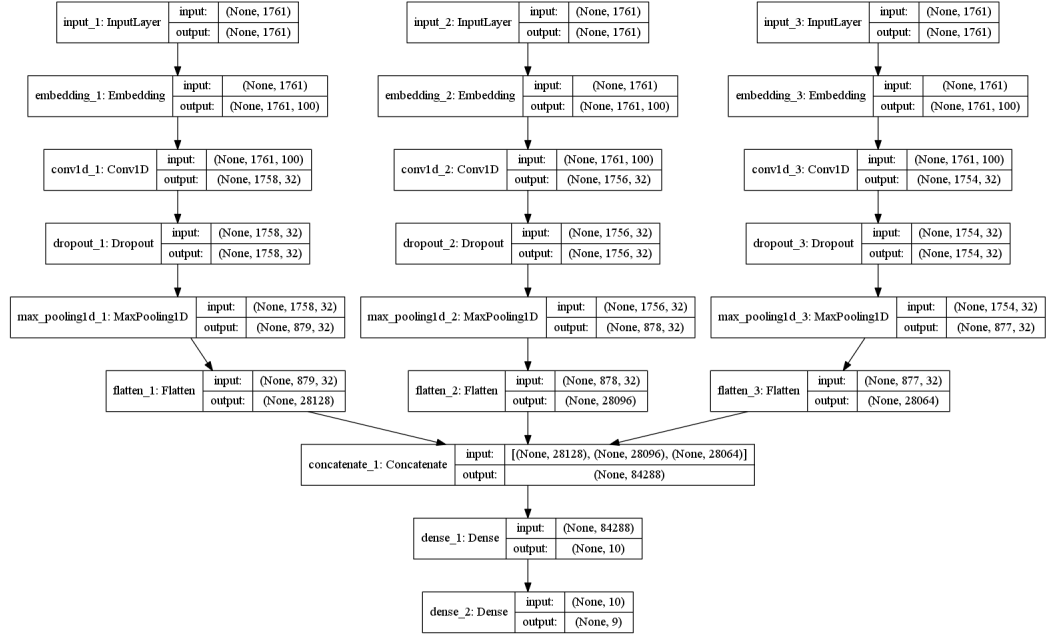 input_1: InputLayer input: (None, 1761) output: (None, 1761)
input_2: InputLayer input: (None, 1761) output: (None, 1761)
input_3: InputLayer input: (None, 1761) output: (None, 1761)
embedding_1: Embedding input: (None, 1761) output: (None, 1761, 100)
embedding_2: Embedding input: (None, 1761) output: (None, 1761, 100)
embedding_3: Embedding input: (None, 1761) output: (None, 1761, 100)
conv1d_1: Conv1D input: (None, 1761, 100) output: (None, 1758, 32)
conv1d_2: Conv1D input: (None, 1761, 100) output: (None, 1756, 32)
conv1d_3: Conv1D input: (None, 1761, 100) output: (None, 1754, 32)
dropout_1: Dropout input: (None, 1758, 32) output: (None, 1758, 32)
dropout_2: Dropout input: (None, 1756, 32) output: (None, 1756, 32)
dropout_3: Dropout input: (None, 1754, 32) output: (None, 1754, 32)
max_pooling1d_1: MaxPooling1D input: (None, 1758, 32) output: (None, 879, 32)
max_pooling1d_2: MaxPooling1D input: (None, 1756, 32) output: (None, 878, 32)
max_pooling1d_3: MaxPooling1D input: (None, 1754, 32) output: (None, 877, 32)
flatten_1: Flatten input: (None, 879, 32) output: (None, 28128)
flatten_2: Flatten input: (None, 878, 32) output: (None, 28096)
flatten_3: Flatten input: (None, 877, 32) output: (None, 28064)
concatenate_1: Concatenate input: [(None, 28128), (None, 28096), (None, 28064)] output: (None, 84288)
dense_1: Dense input: (None, 84288) output: (None, 10)
dense_2: Dense input: (None, 10) output: (None, 9)